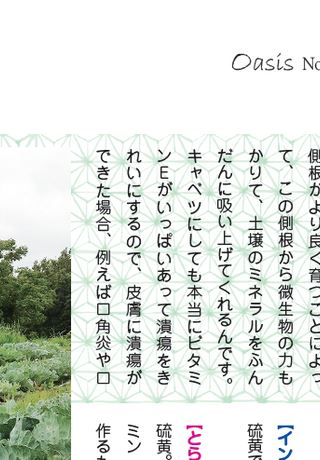 Oasis No
側根がより良く育つことによっ
て、この側根から微生物の力も
かりて、土壌のミネラルをふん
だんに吸い上げてくれるんです。
キャベツにしても本当にビタミ
ンEがいっぱいあって潰瘍をき
れいにするので、皮膚に潰瘍が
できた場合、例えば口角炎や口
【イン
硫黄で
【とら
硫黄。
ミン
作るた